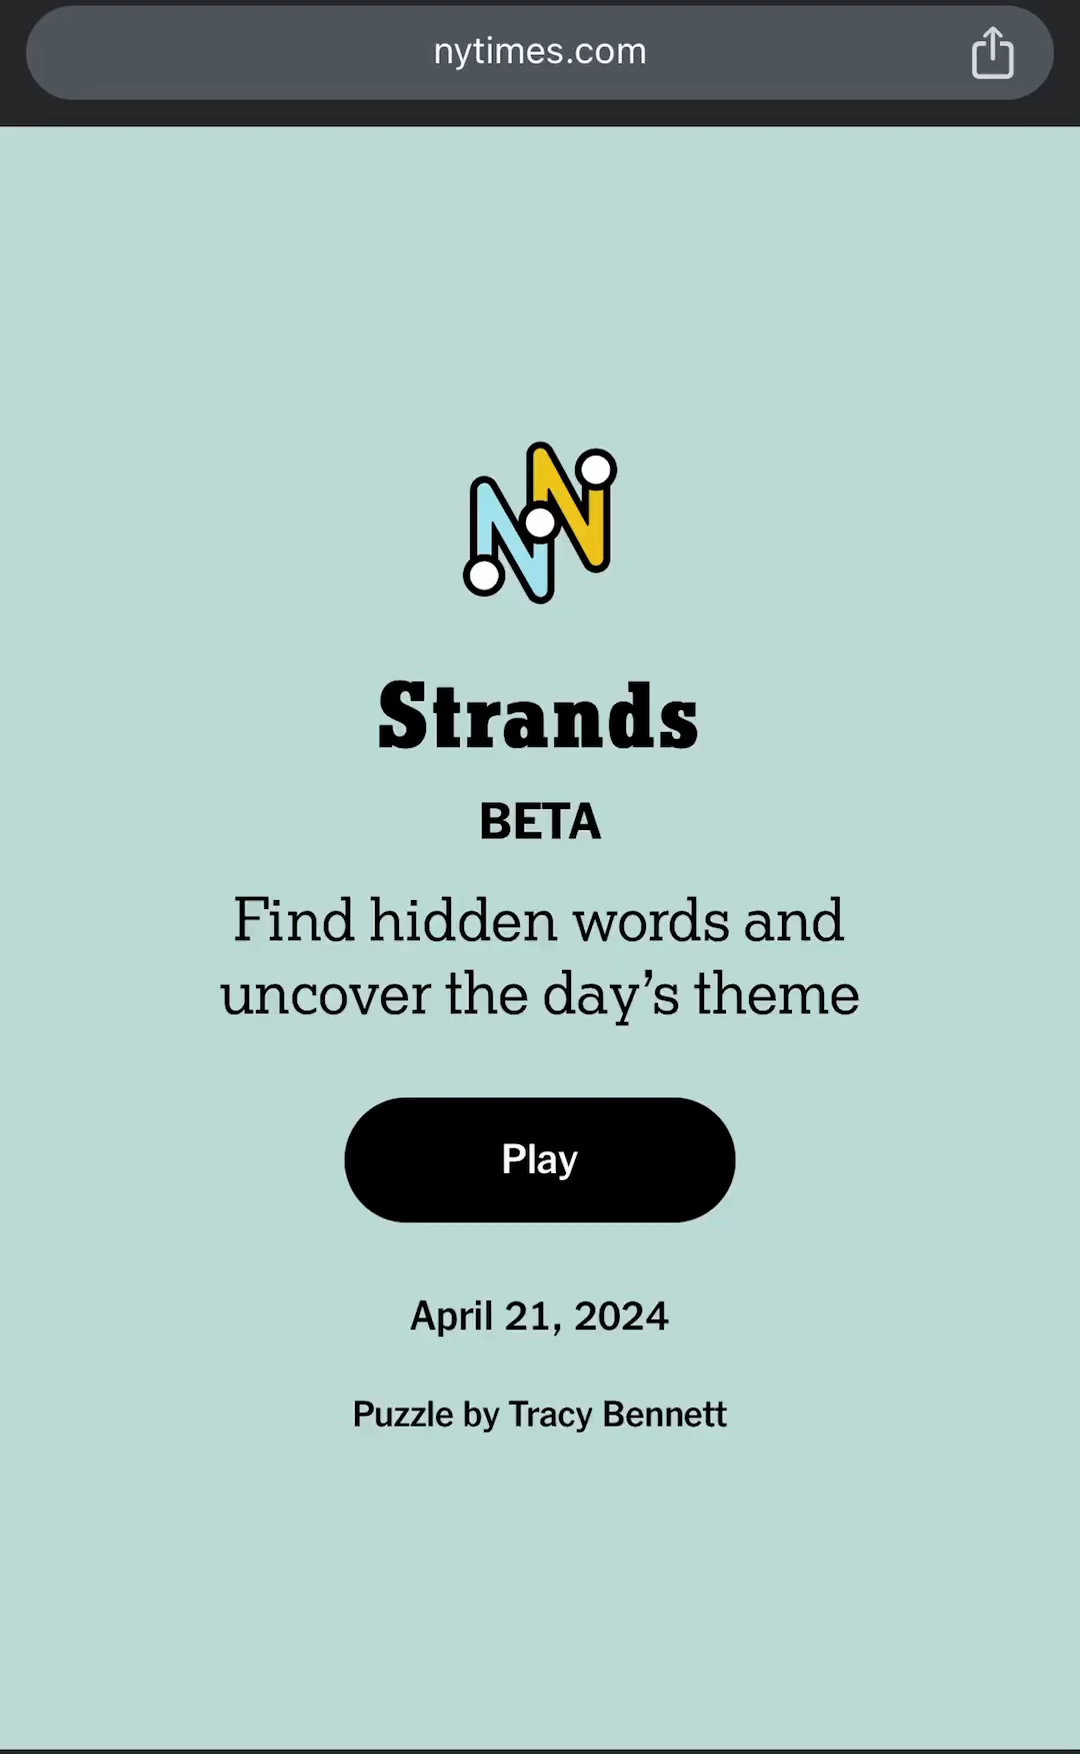 nytimes.com
Strands
BETA
Find hidden words and
uncover the day’s theme
Play
April 21, 2024
Puzzle by Tracy Bennett